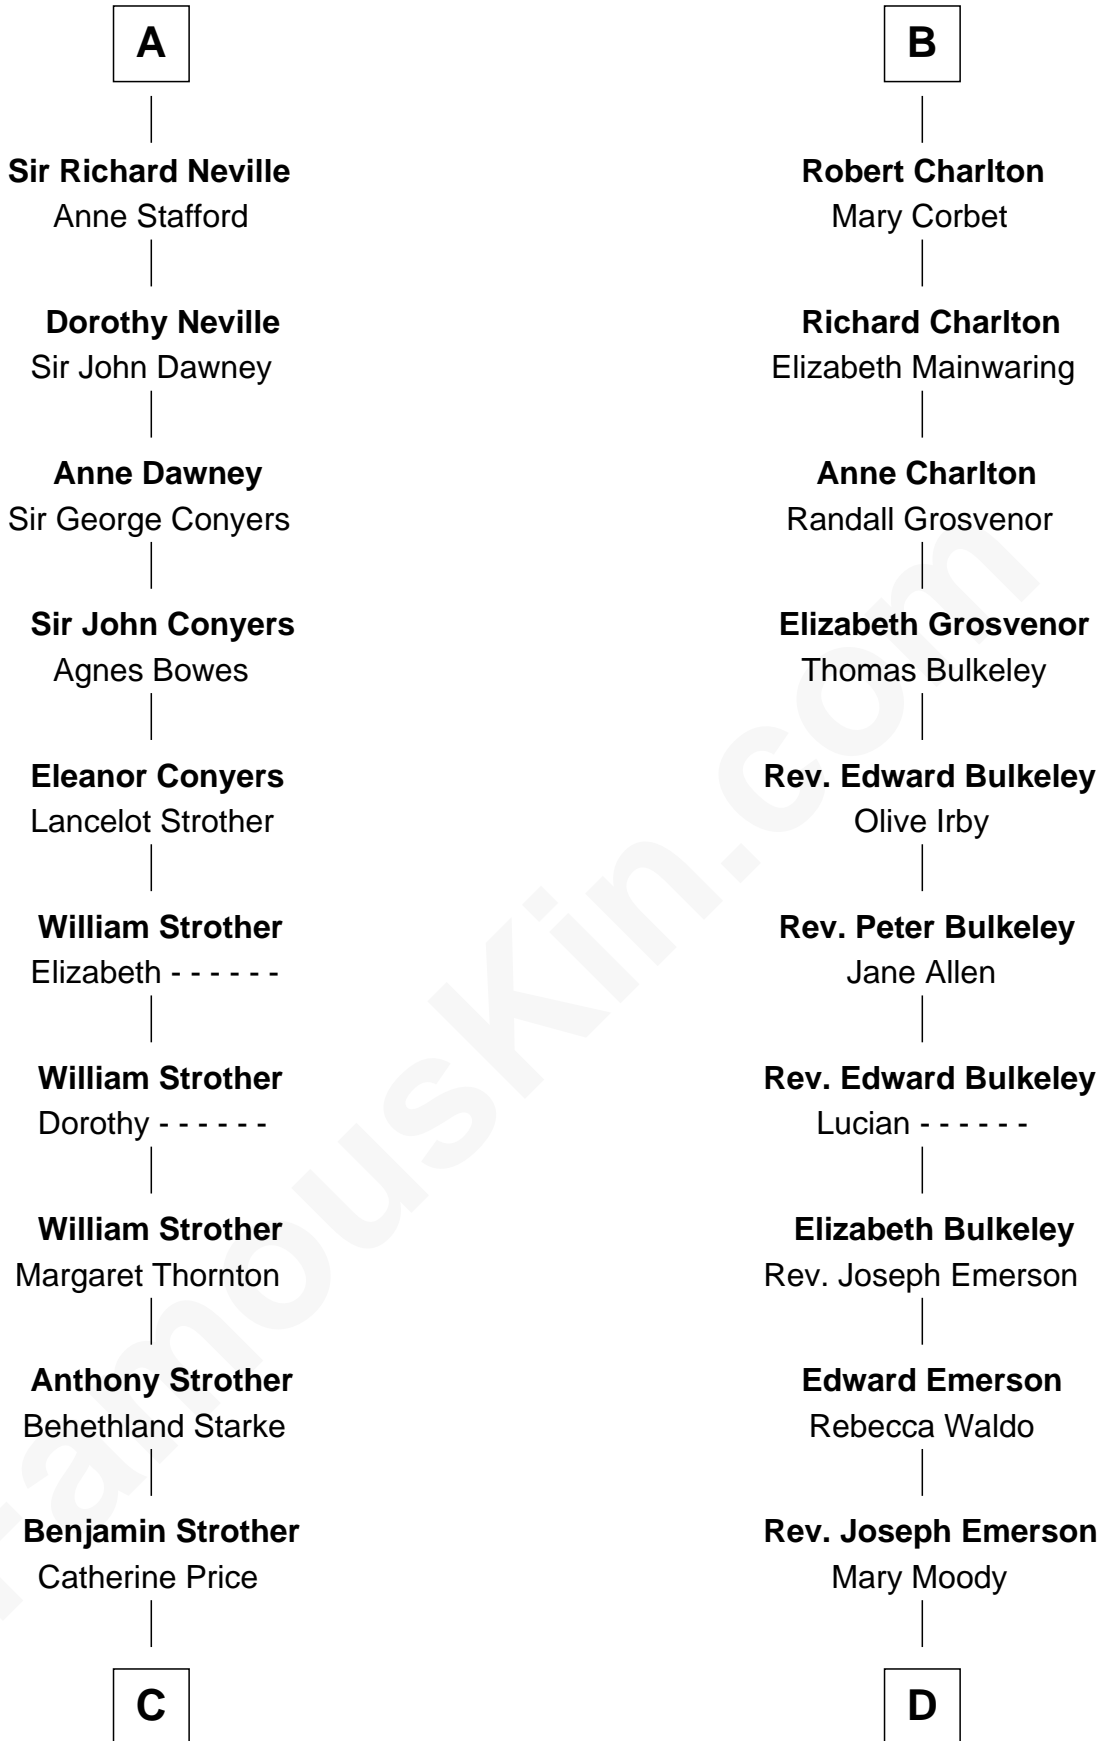 A
Sir Richard Neville
Anne Stafford
Dorothy Neville
Sir John Dawney
Anne Dawney
Sir George Conyers
Sir John Conyers
Agnes Bowes
Eleanor Conyers
Lancelot Strother
William Strother
Elizabeth - - - - - -
William Strother
Dorothy - - - - - -
William Strother
Margaret Thornton
Anthony Strother
Behethland Starke
Benjamin Strother
Catherine Price
C
B
Robert Charlton
Mary Corbet
Richard Charlton
Elizabeth Mainwaring
Anne Charlton
Randall Grosvenor
Elizabeth Grosvenor
Thomas Bulkeley
Rev. Edward Bulkeley
Olive Irby
Rev. Peter Bulkeley
Jane Allen
Rev. Edward Bulkeley
Lucian - - - - - -
Elizabeth Bulkeley
Rev. Joseph Emerson
Edward Emerson
Rebecca Waldo
Rev. Joseph Emerson
Mary Moody
D
FamousKin.com